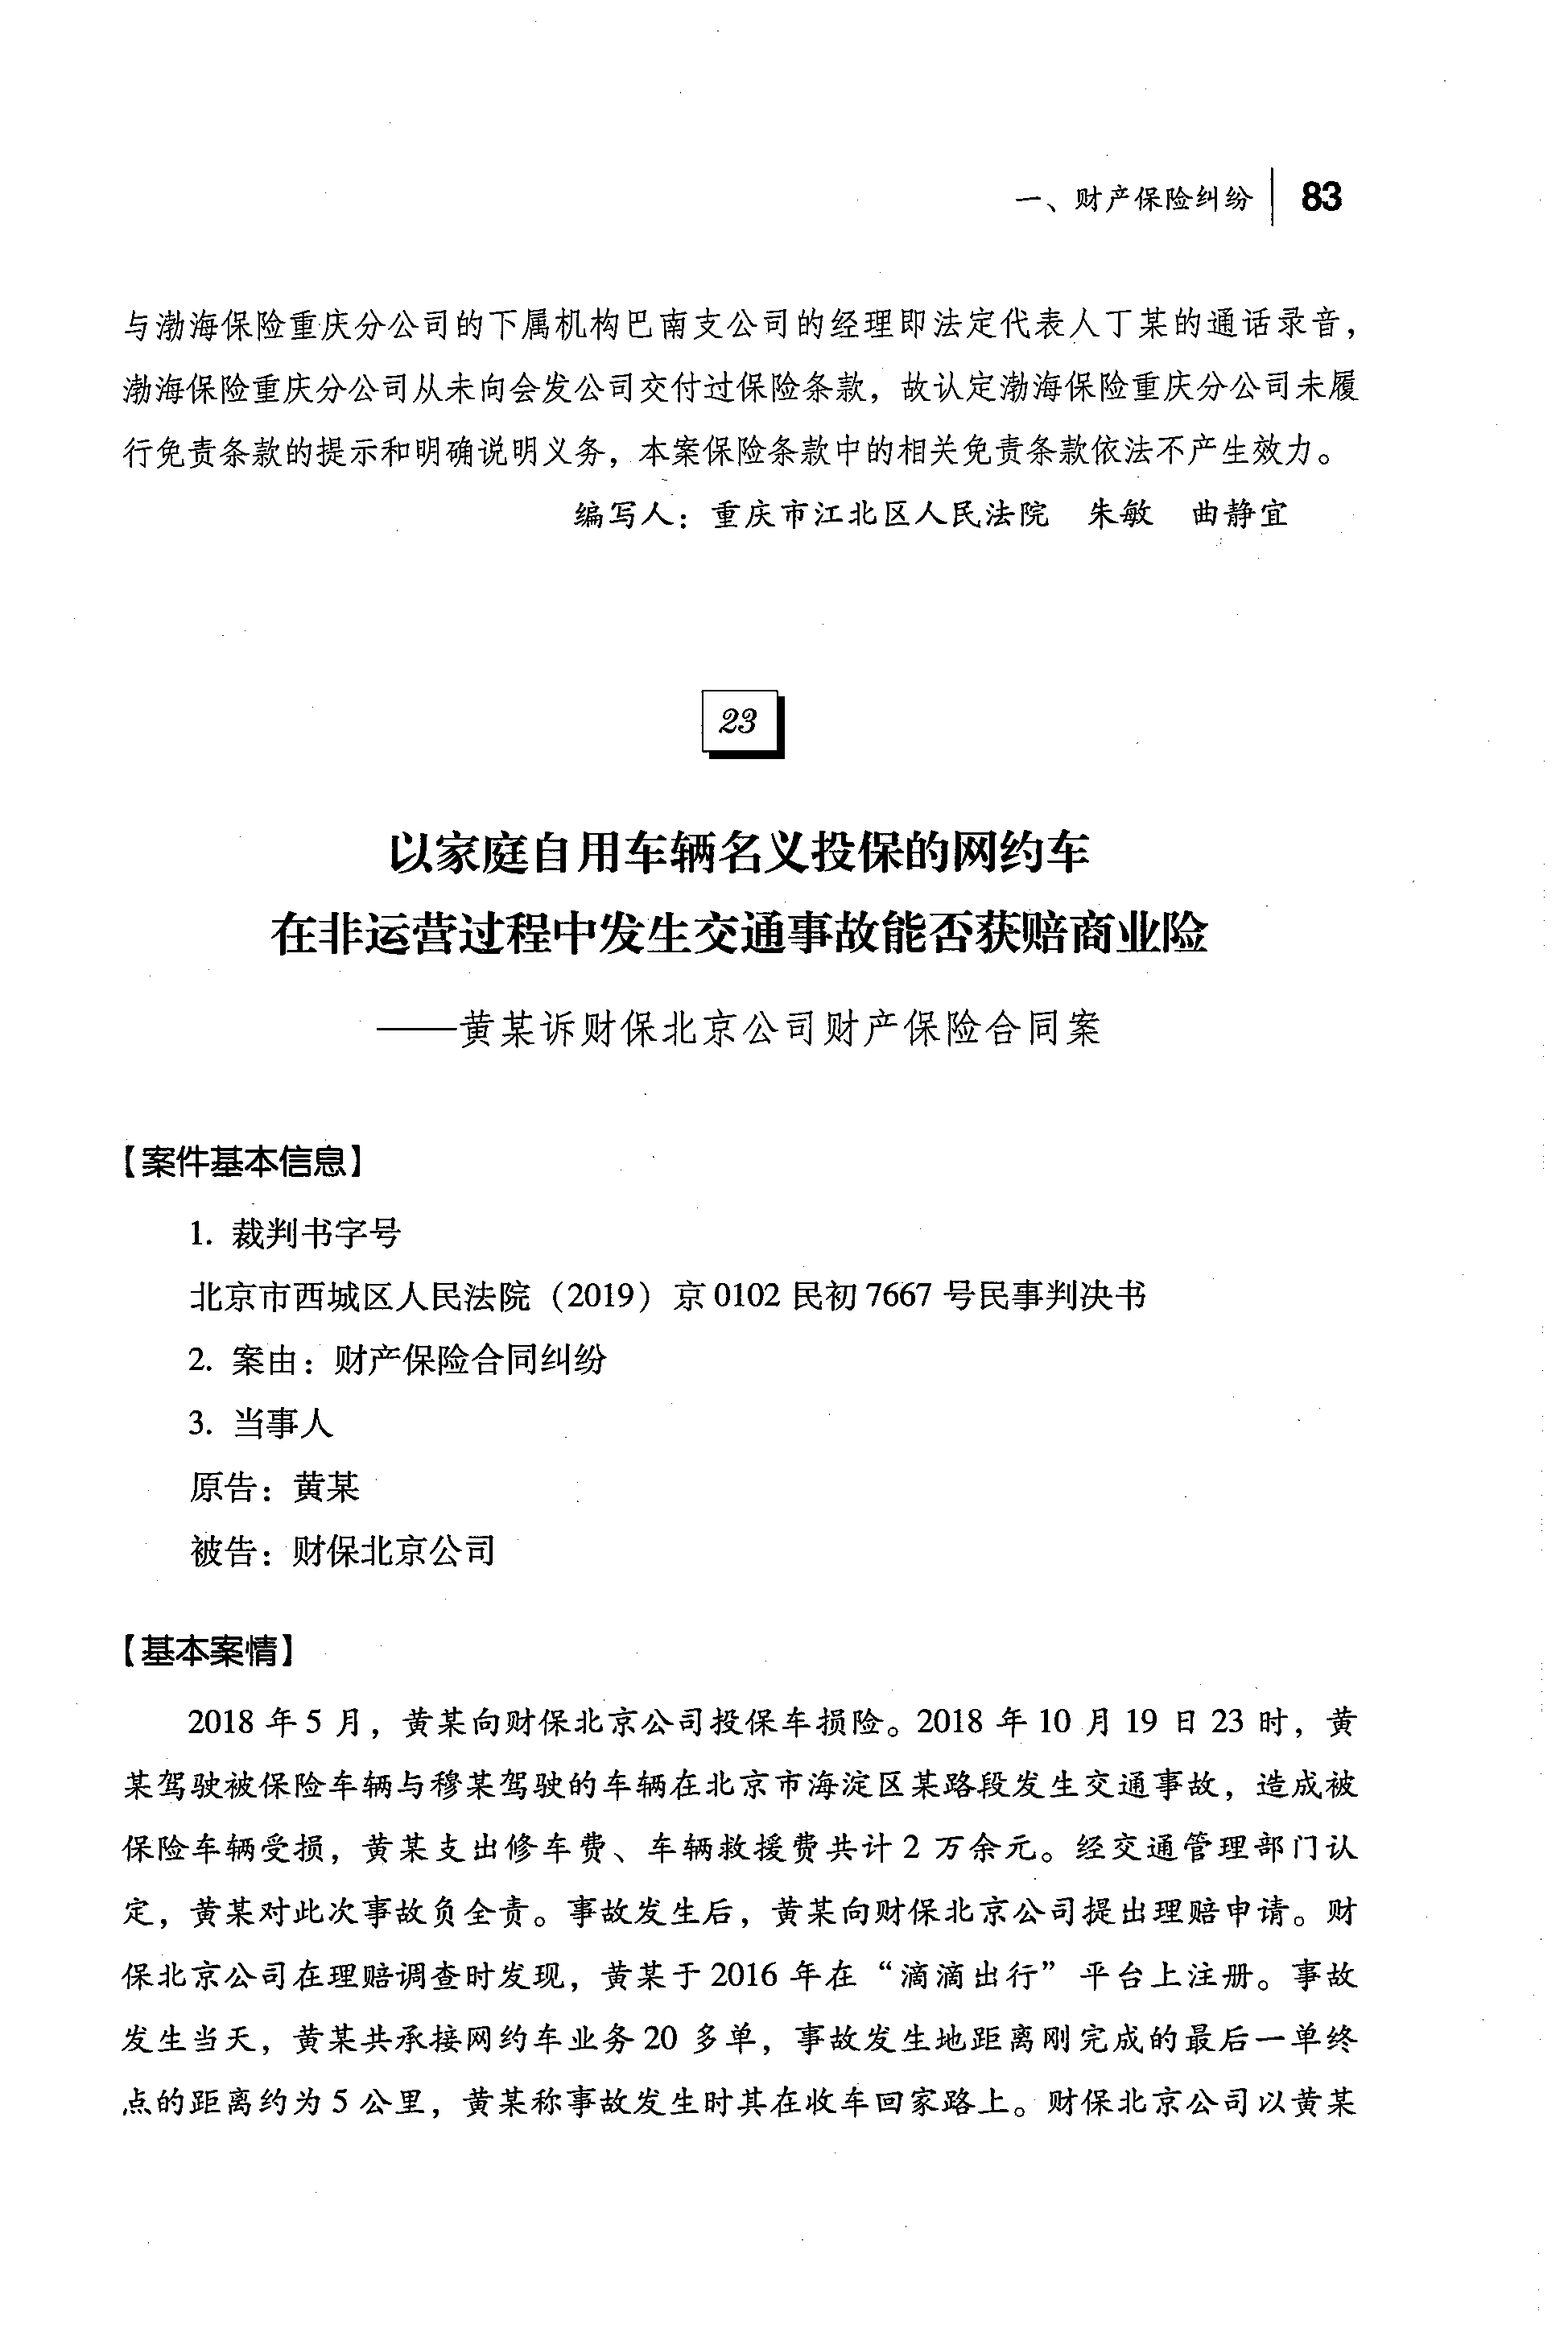 一、财产保险纠纷 83
与渤海保险重庆分公司的下属机构巴南支公司的经理即法定代表人丁某的通话录音，
渤海保险重庆分公司从未向会发公司交付过保险条款，故认定渤海保险重庆分公司未履
行免责条款的提示和明确说明义务，本案保险条款中的相关免责条款依法不产生效力。
编写人：重庆市江北区人民法院 朱敏 曲静宜
23
以家庭自用车辆名义投保的网约车
在非运营过程中发生交通事故能否获赔商业险
——黄某诉财保北京公司财产保险合同案
【案件基本信息】
1. 裁判书字号
北京市西城区人民法院（2019）京0102民初7667号民事判决书
2. 案由：财产保险合同纠纷
3. 当事人
原告：黄某
被告：财保北京公司
【基本案情】
2018年5月，黄某向财保北京公司投保车损险。2018年10月19日23时，黄
某驾驶被保险车辆与穆某驾驶的车辆在北京市海淀区某路段发生交通事故，造成被
保险车辆受损，黄某支出修车费、车辆救援费共计2万余元。经交通管理部门认
定，黄某对此次事故负全责。事故发生后，黄某向财保北京公司提出理赔申请。财
保北京公司在理赔调查时发现，黄某于2016年在“滴滴出行”平台上注册。事故
发生当天，黄某共承接网约车业务20多单，事故发生地距离刚完成的最后一单终
点的距离约为5公里，黄某称事故发生时其在收车回家路上。财保北京公司以黄某